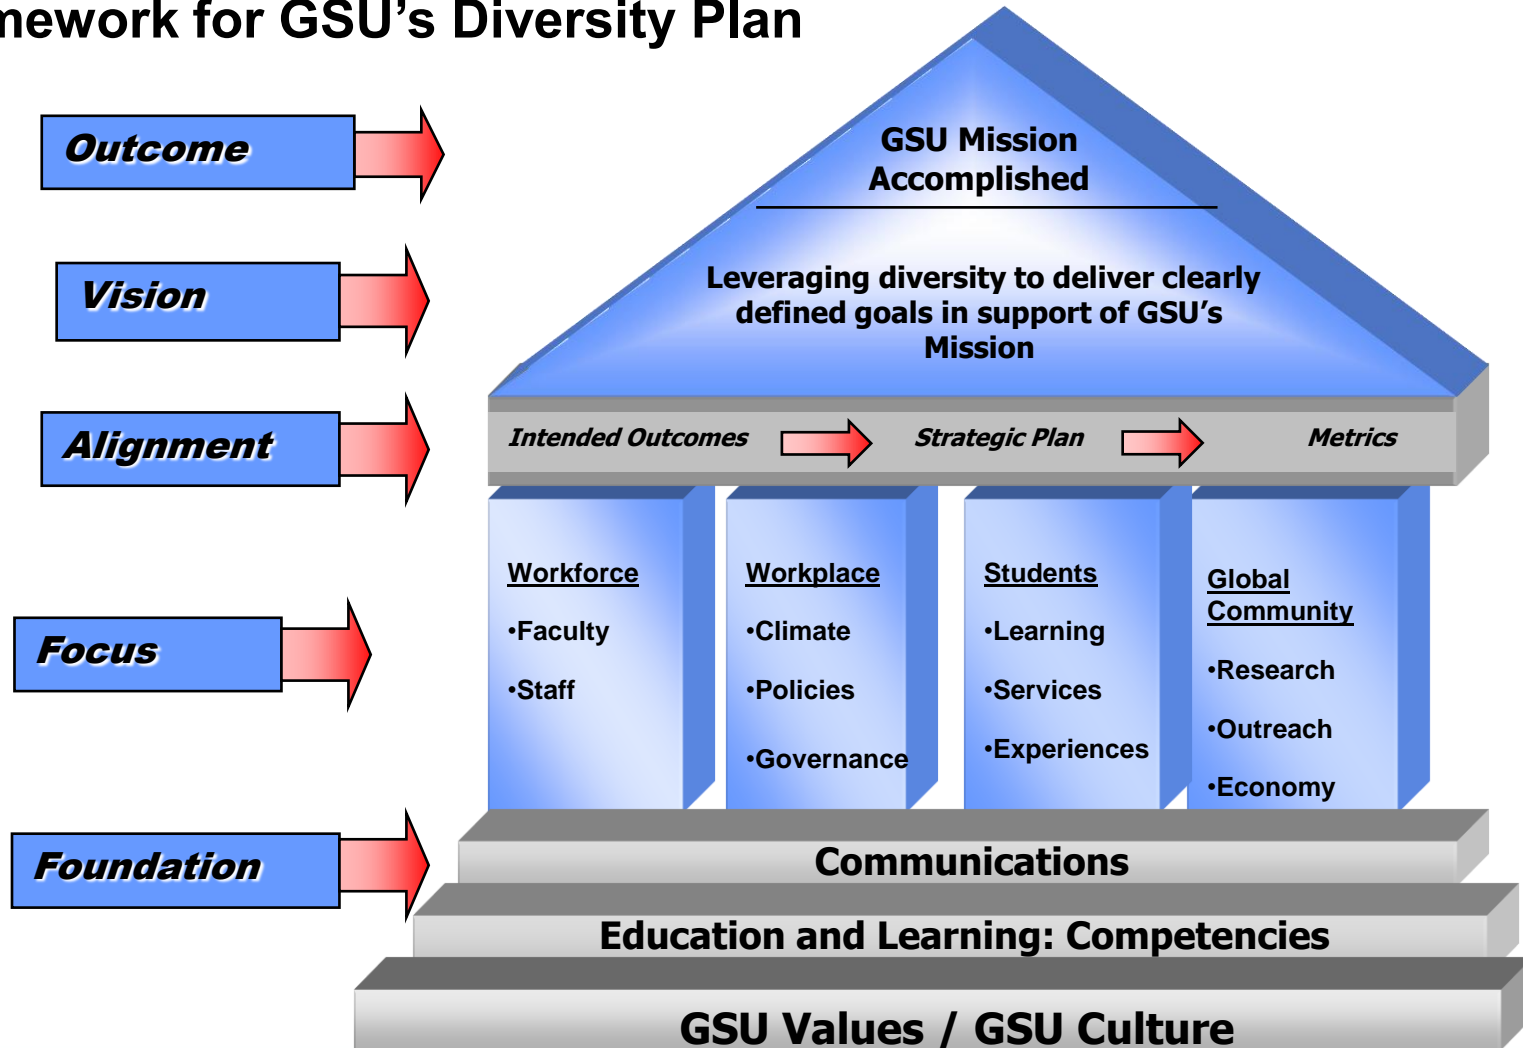 mework for GSU's Diversity Plan
Outcome
GSU Mission
Accomplished
Vision
Leveraging diversity to deliver clearly
defined goals in support of GSU's
Mission
Alignment
Intended Outcomes
Strategic Plan
Metrics
Focus
Workforce
•Faculty
•Staff
Workplace
•Climate
•Policies
•Governance
Students
•Learning
•Services
•Experiences
Global
Community
•Research
•Outreach
•Economy
Foundation
Communications
Education and Learning: Competencies
GSU Values / GSU Culture